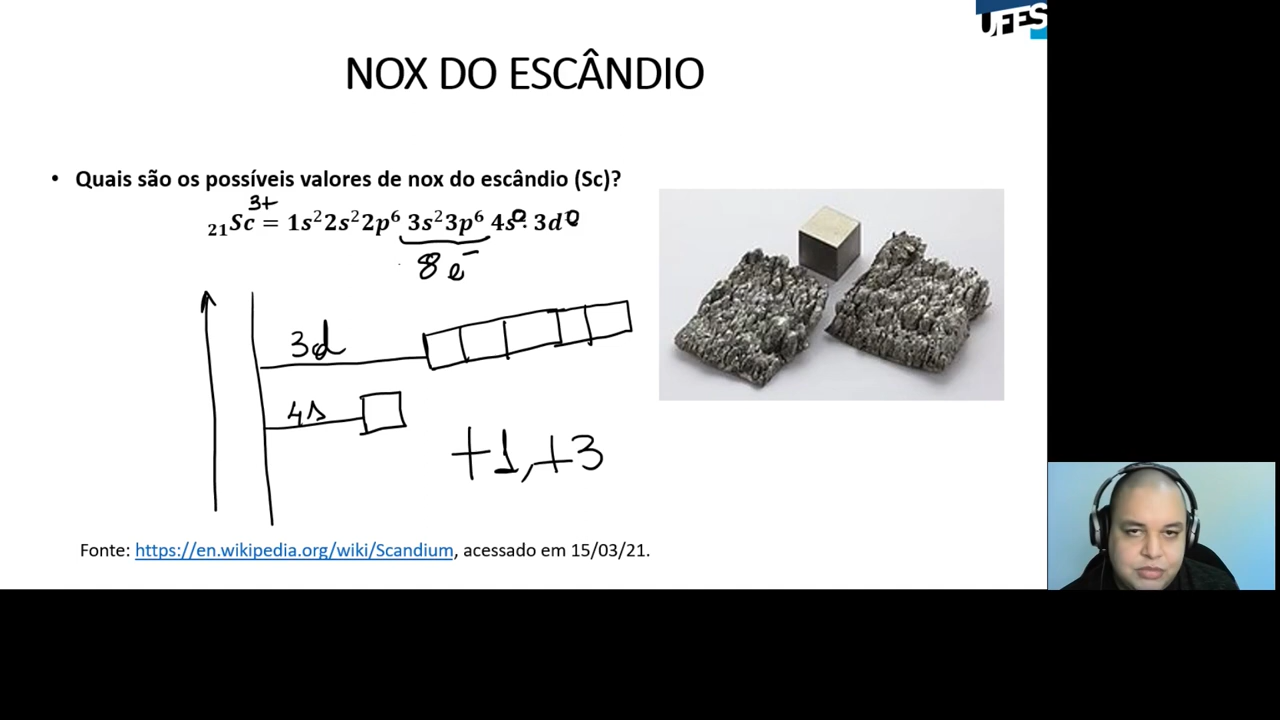 UFES
NOX DO ESCÂNDIO
• Quais são os possíveis valores de nox do escândio (Sc)?
3+
₂₁Sc = 1s²2s²2p⁶ 3s²3p⁶ 4s⁰ 3d⁰
8 e⁻
3d
4s
+1, +3
Fonte: https://en.wikipedia.org/wiki/Scandium, acessado em 15/03/21.